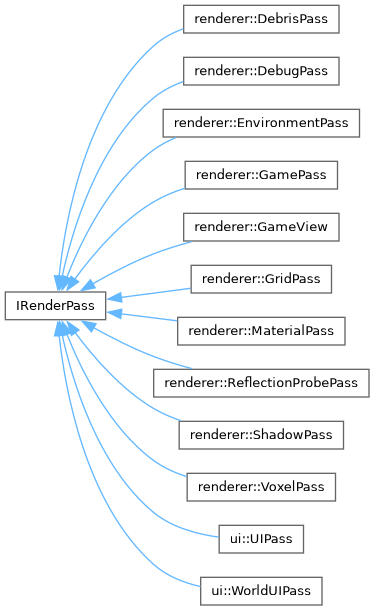 renderer::DebrisPass
renderer::DebugPass
renderer::EnvironmentPass
renderer::GamePass
renderer::GameView
renderer::GridPass
IRenderPass
renderer::MaterialPass
renderer::ReflectionProbePass
renderer::ShadowPass
renderer::VoxelPass
ui::UIPass
ui::WorldUIPass